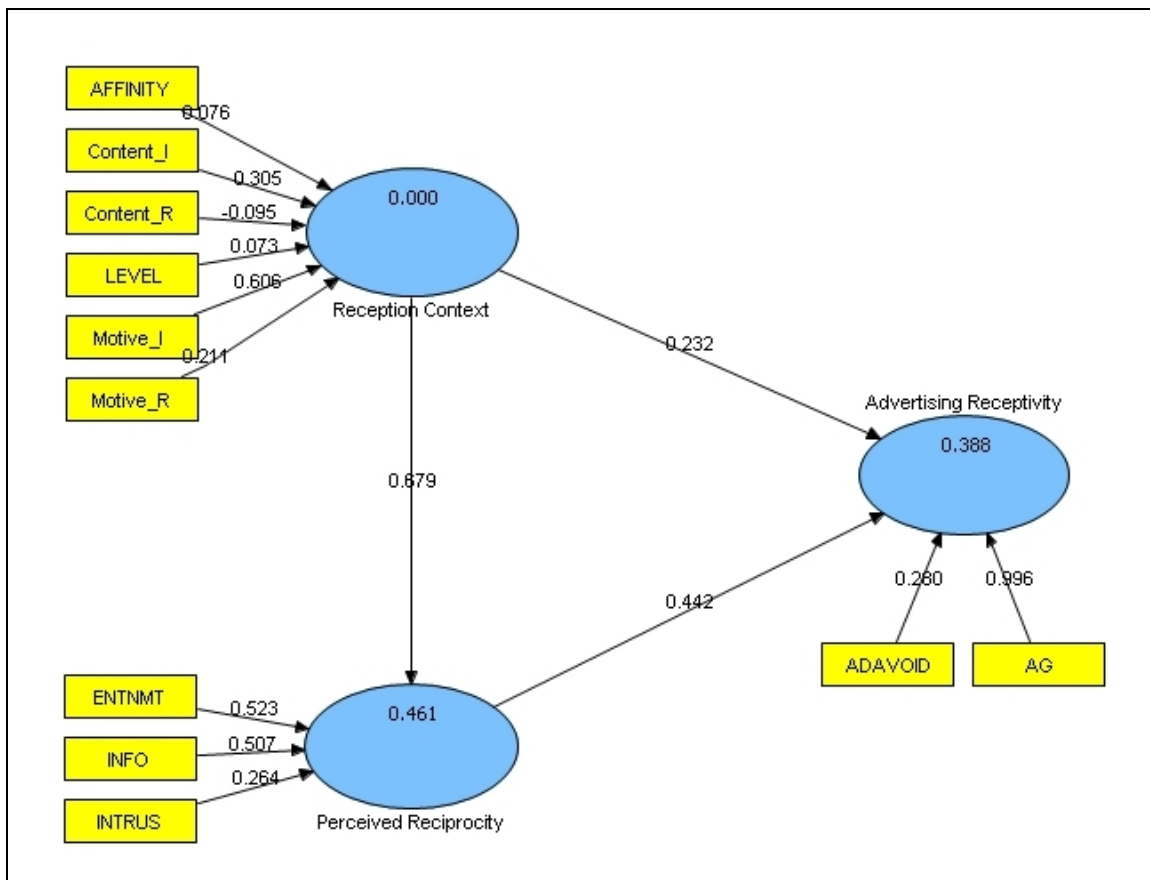 AFFINITY
0.076
Content_I
0.305
Content_R
-0.095
LEVEL
0.073
Motive_I
0.606
Motive_R
0.211
0.000
Reception Context
0.232
0.679
Advertising Receptivity
0.388
0.280
0.996
ADAVOID
AG
0.442
ENTNMT
0.523
INFO
0.507
INTRUS
0.264
0.461
Perceived Reciprocity